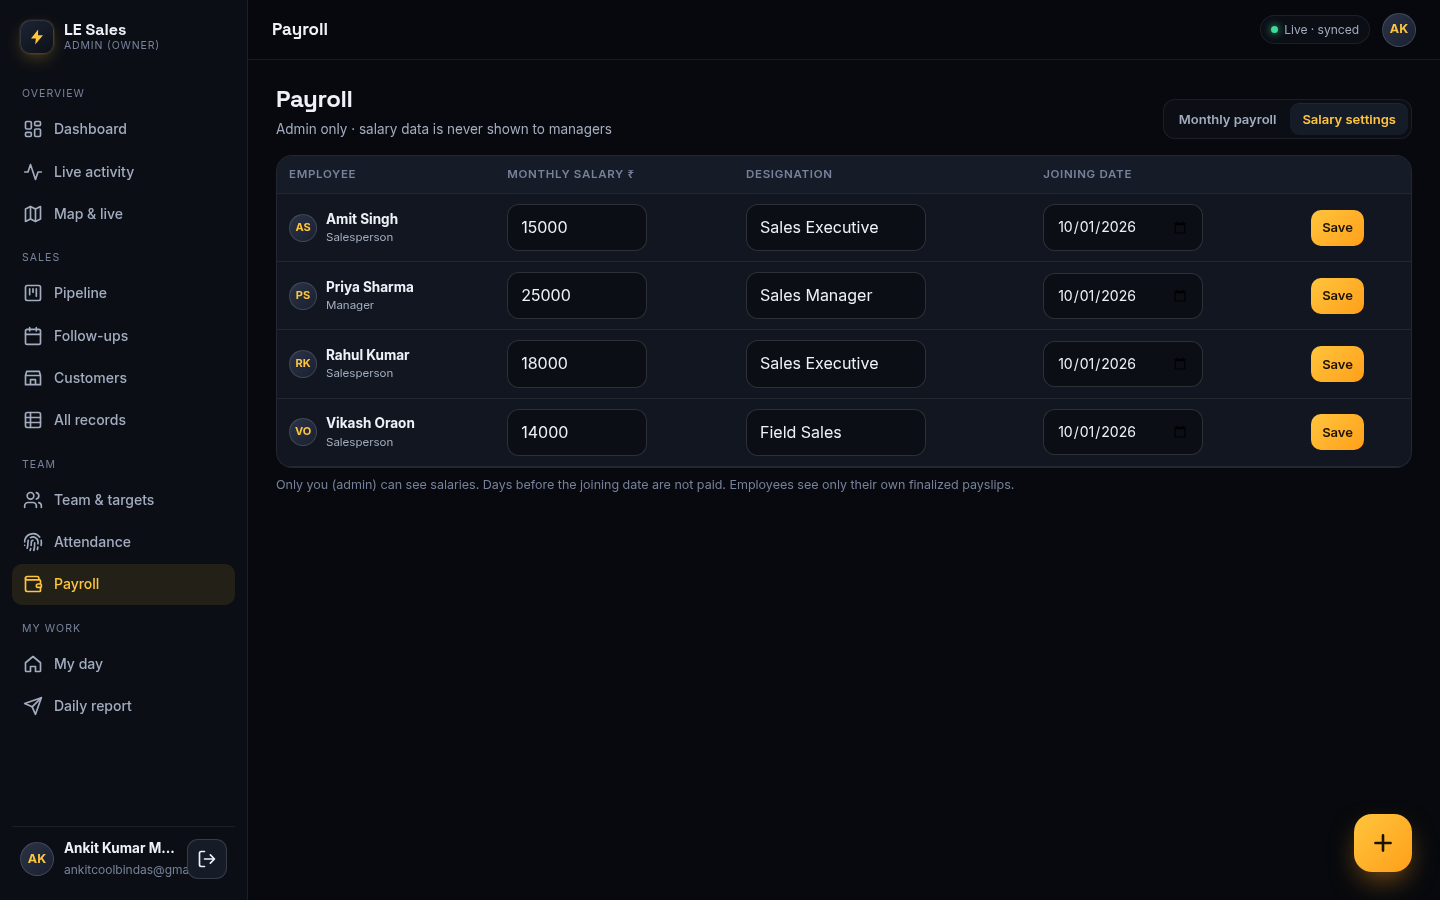 LE Sales
ADMIN (OWNER)
OVERVIEW
Dashboard
Live activity
Map & live
SALES
Pipeline
Follow-ups
Customers
All records
TEAM
Team & targets
Attendance
Payroll
MY WORK
My day
Daily report
AK
Ankit Kumar M...
ankitcoolbindas@gma
Payroll
Live · synced
AK
Payroll
Admin only · salary data is never shown to managers
Monthly payroll
Salary settings
EMPLOYEE MONTHLY SALARY ₹ DESIGNATION JOINING DATE
AS Amit Singh Salesperson 15000 Sales Executive 10/01/2026 Save
PS Priya Sharma Manager 25000 Sales Manager 10/01/2026 Save
RK Rahul Kumar Salesperson 18000 Sales Executive 10/01/2026 Save
VO Vikash Oraon Salesperson 14000 Field Sales 10/01/2026 Save
Only you (admin) can see salaries. Days before the joining date are not paid. Employees see only their own finalized payslips.
+